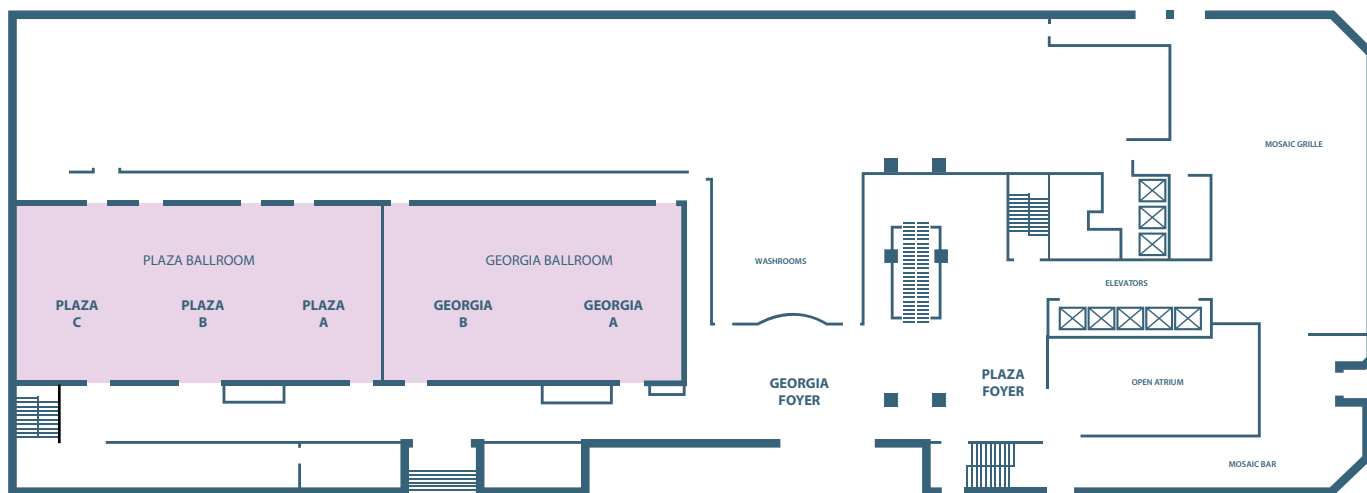 MOSAIC GRILLE
PLAZA BALLROOM
GEORGIA BALLROOM
WASHROOMS
ELEVATORS
PLAZA
C
PLAZA
B
PLAZA
A
GEORGIA
B
GEORGIA
A
GEORGIA
FOYER
PLAZA
FOYER
OPEN ATRIUM
MOSAIC BAR